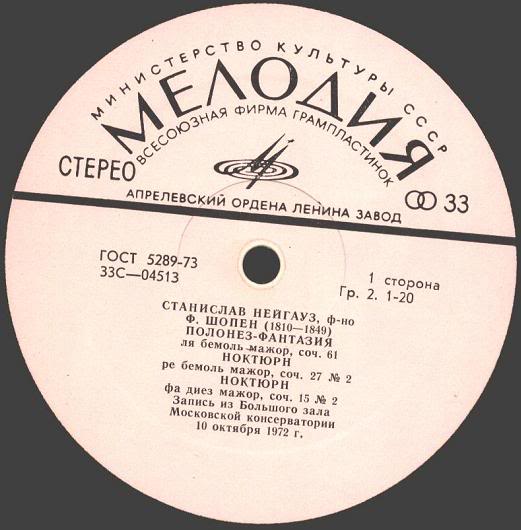 МИНИСТЕРСТВО КУЛЬТУРЫ СССР
МЕЛОДИЯ
ВСЕСОЮЗНАЯ ФИРМА ГРАМПЛАСТИНОК
СТЕРЕО
33
АПРЕЛЕВСКИЙ ОРДЕНА ЛЕНИНА ЗАВОД
ГОСТ 5289-73
33С—04513
1 сторона
Гр. 2. 1-20
СТАНИСЛАВ НЕЙГАУЗ, ф-но
Ф. ШОПЕН (1810—1849)
ПОЛОНЕЗ-ФАНТАЗИЯ
ля бемоль мажор, соч. 61
НОКТЮРН
ре бемоль мажор, соч. 27 № 2
НОКТЮРН
фа диез мажор, соч. 15 № 2
Запись из Большого зала
Московской консерватории
10 октября 1972 г.